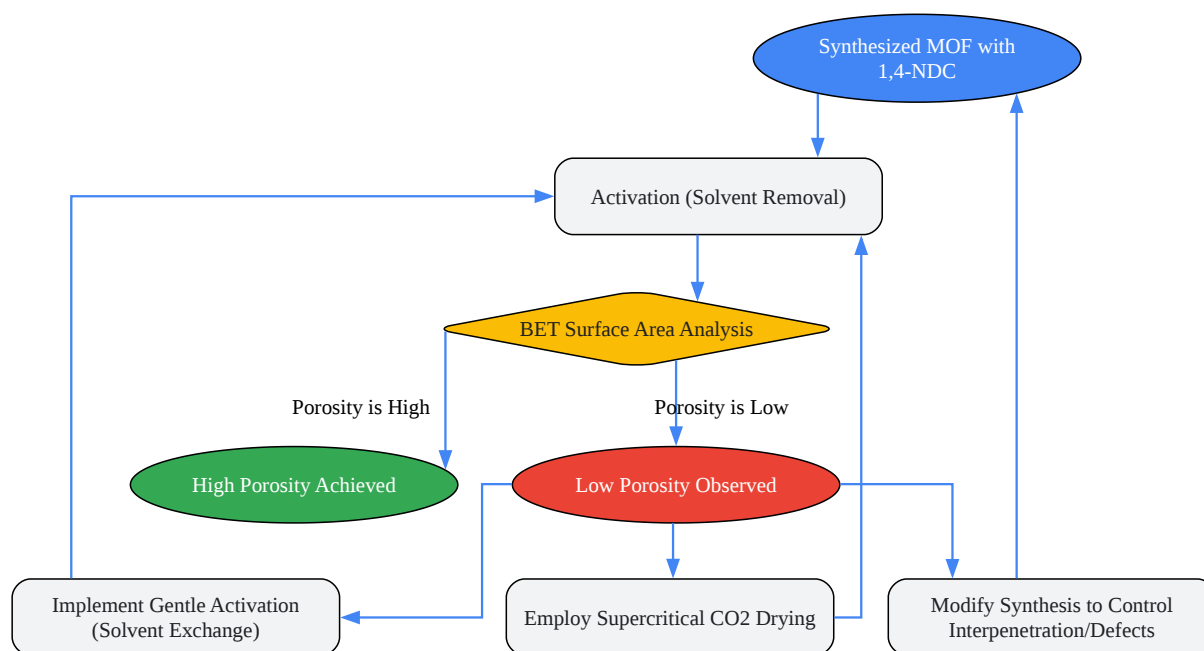 Synthesized MOF with
1,4-NDC
Activation (Solvent Removal)
BET Surface Area Analysis
Porosity is High
Porosity is Low
High Porosity Achieved
Low Porosity Observed
Implement Gentle Activation
(Solvent Exchange)
Employ Supercritical CO2 Drying
Modify Synthesis to Control
Interpenetration/Defects